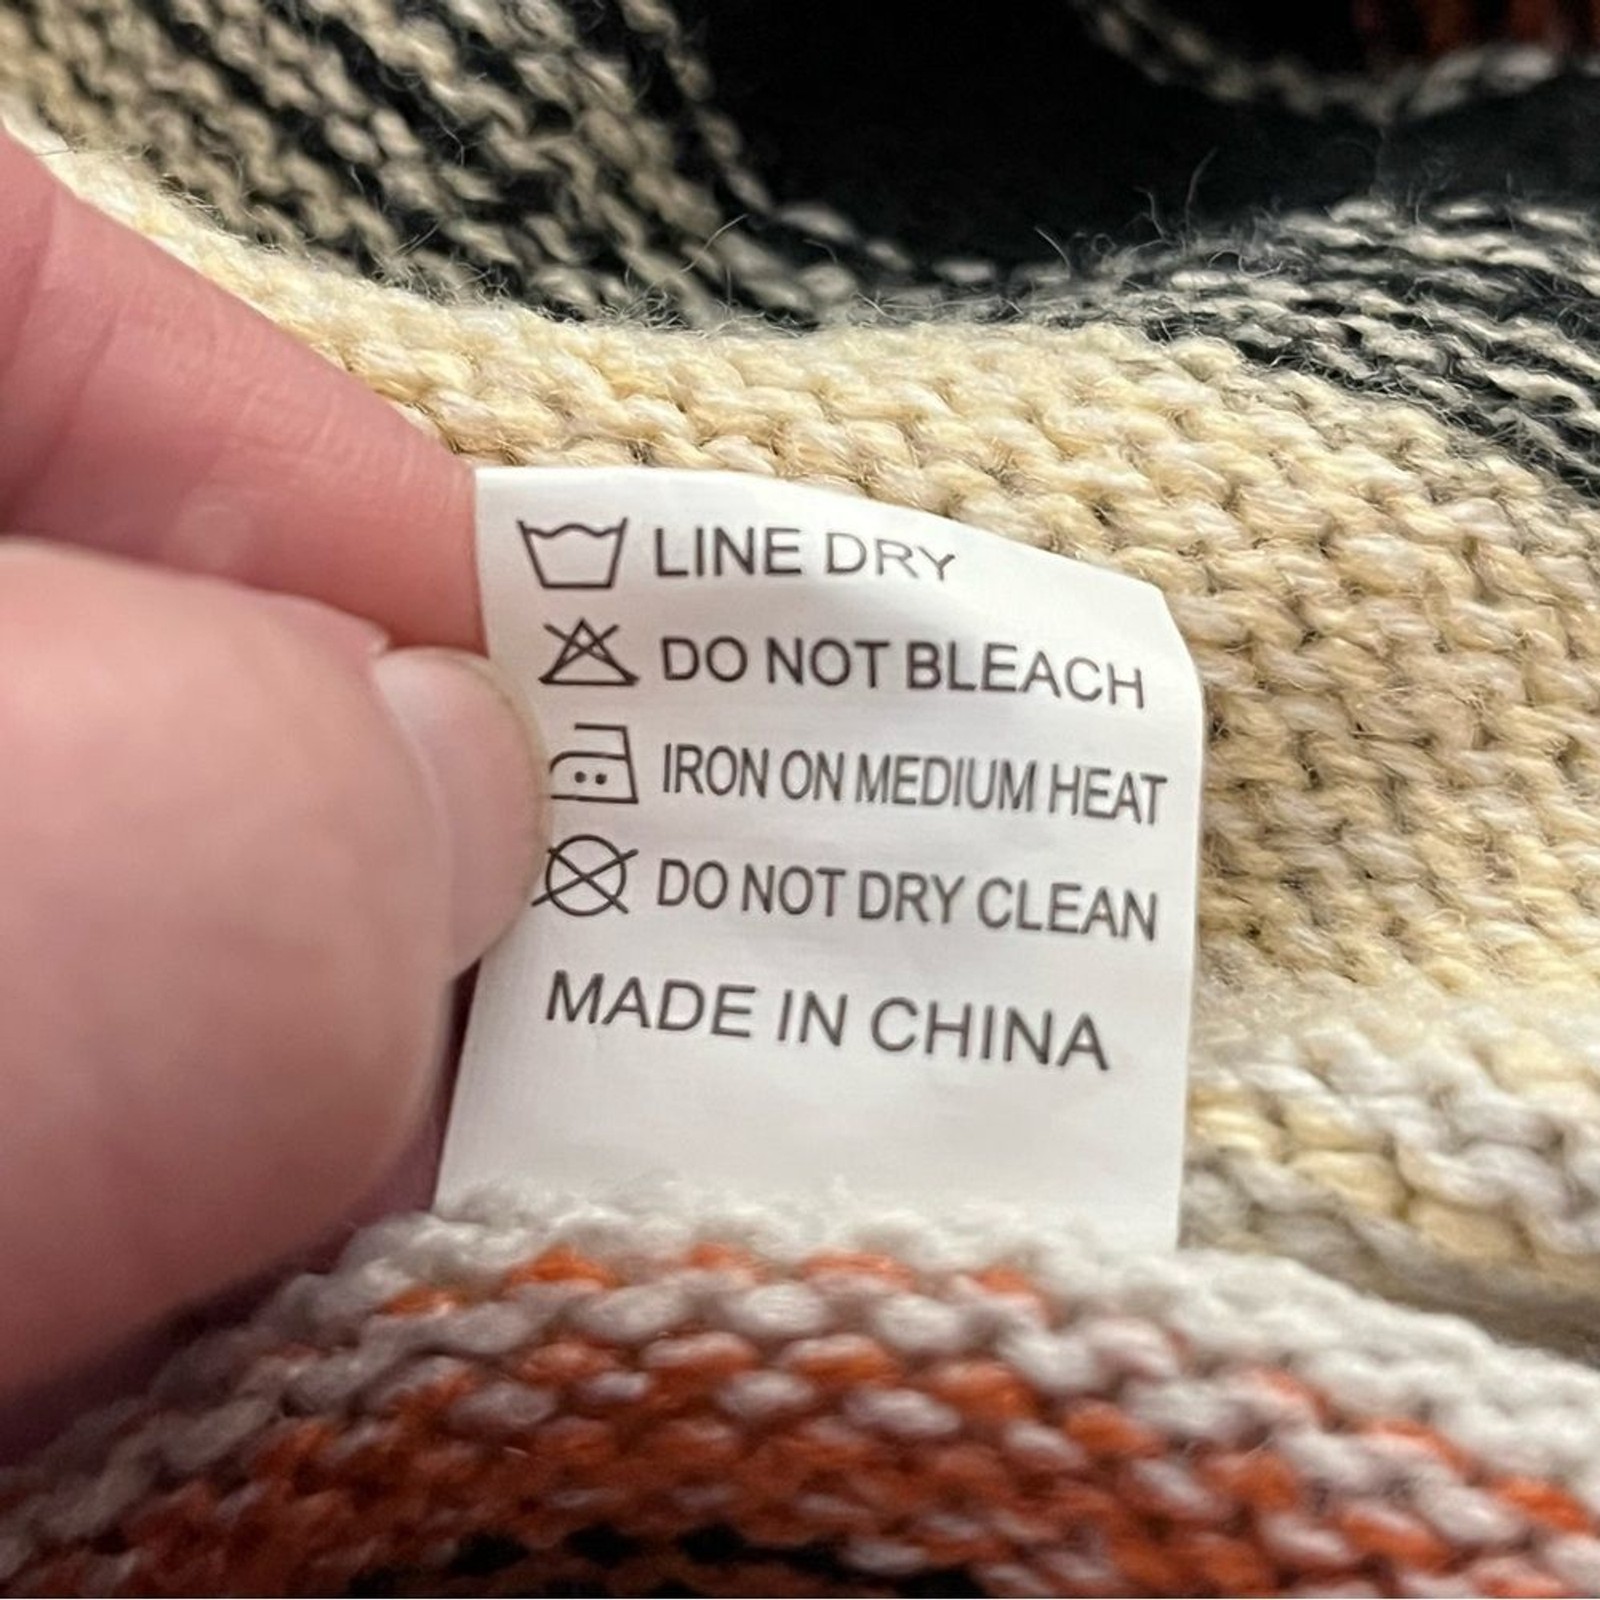 LINE DRY
DO NOT BLEACH
IRON ON MEDIUM HEAT
DO NOT DRY CLEAN
MADE IN CHINA